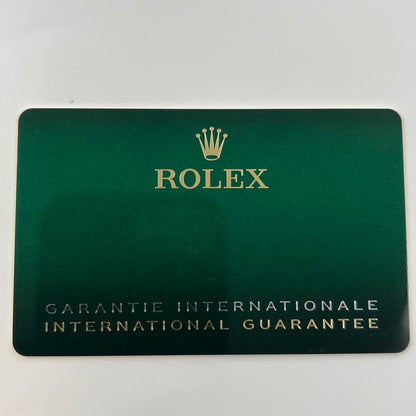 ROLEX
GARANTIE INTERNATIONALE
INTERNATIONAL GUARANTEE